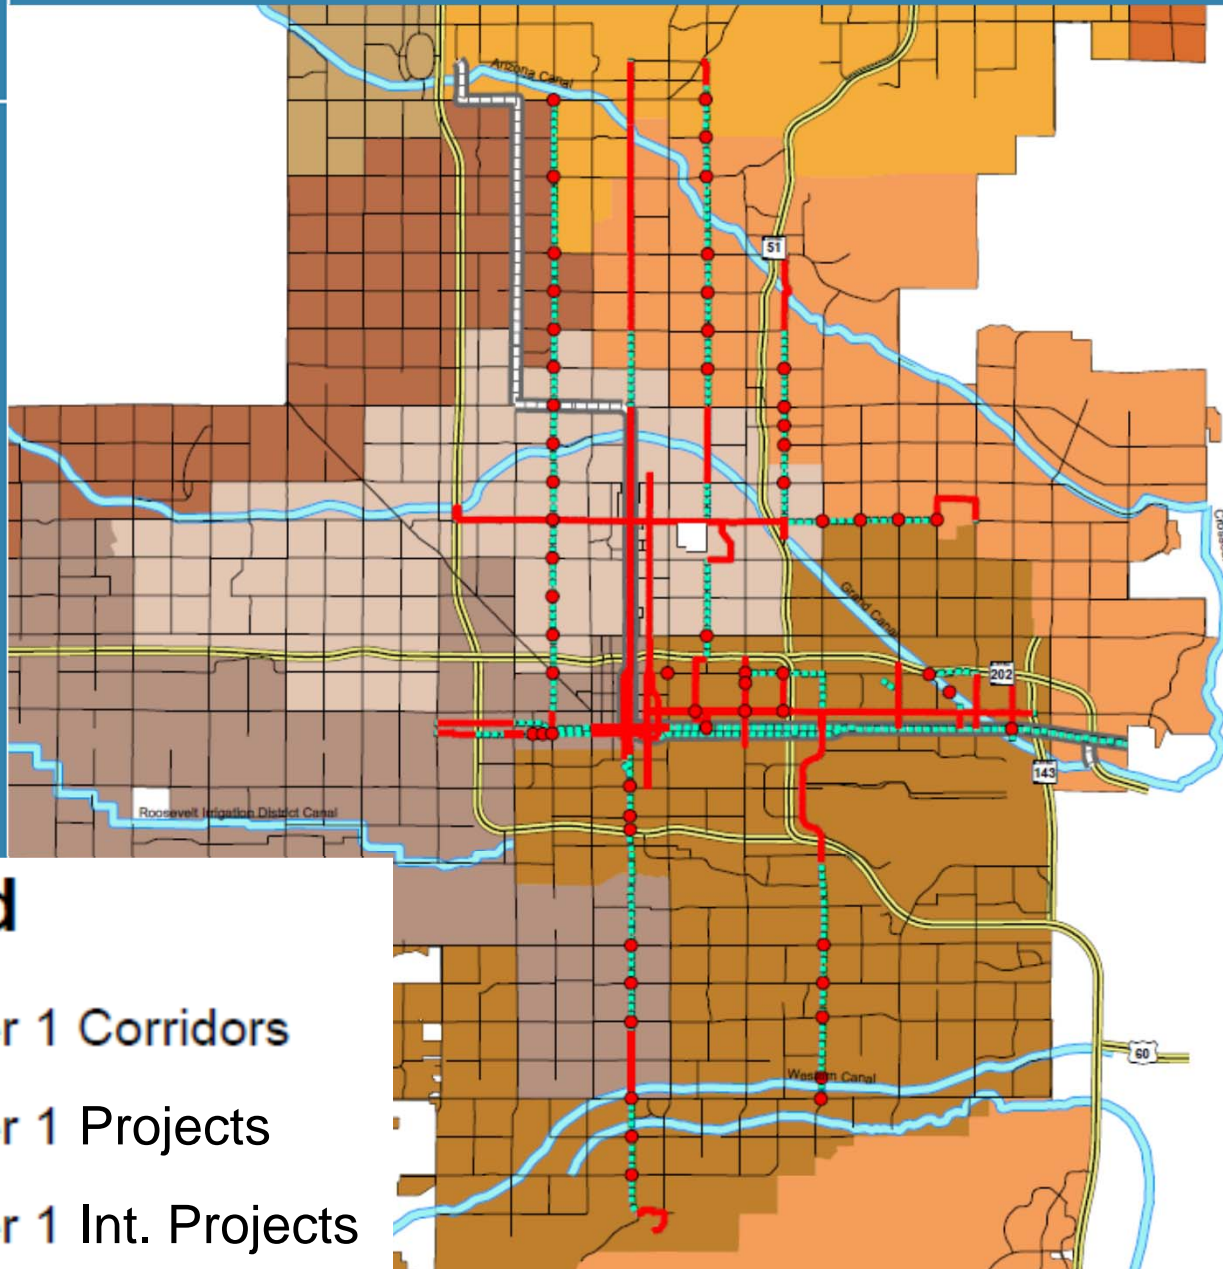 Arizona Canal
51
Grand Canal
202
143
Roosevelt Irrigation District Canal
60
Western Canal
d
r 1 Corridors
r 1 Projects
r 1 Int. Projects